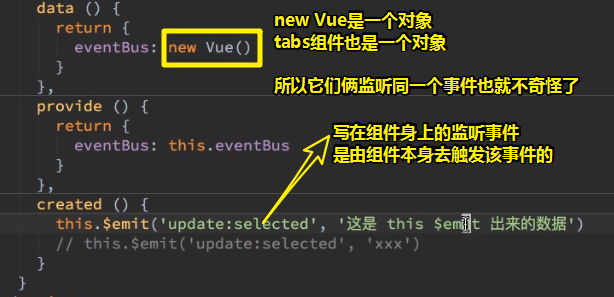 data () {
return {
eventBus: new Vue()
}
},
new Vue是一个对象
tabs组件也是一个对象
所以它们俩监听同一个事件也就不奇怪了
provide () {
return {
eventBus: this.eventBus
}
},
写在组件身上的监听事件
是由组件本身去触发该事件的
created () {
this.$emit('update:selected', '这是 this $emit 出来的数据')
// this.$emit('update:selected', 'xxx')
}
}